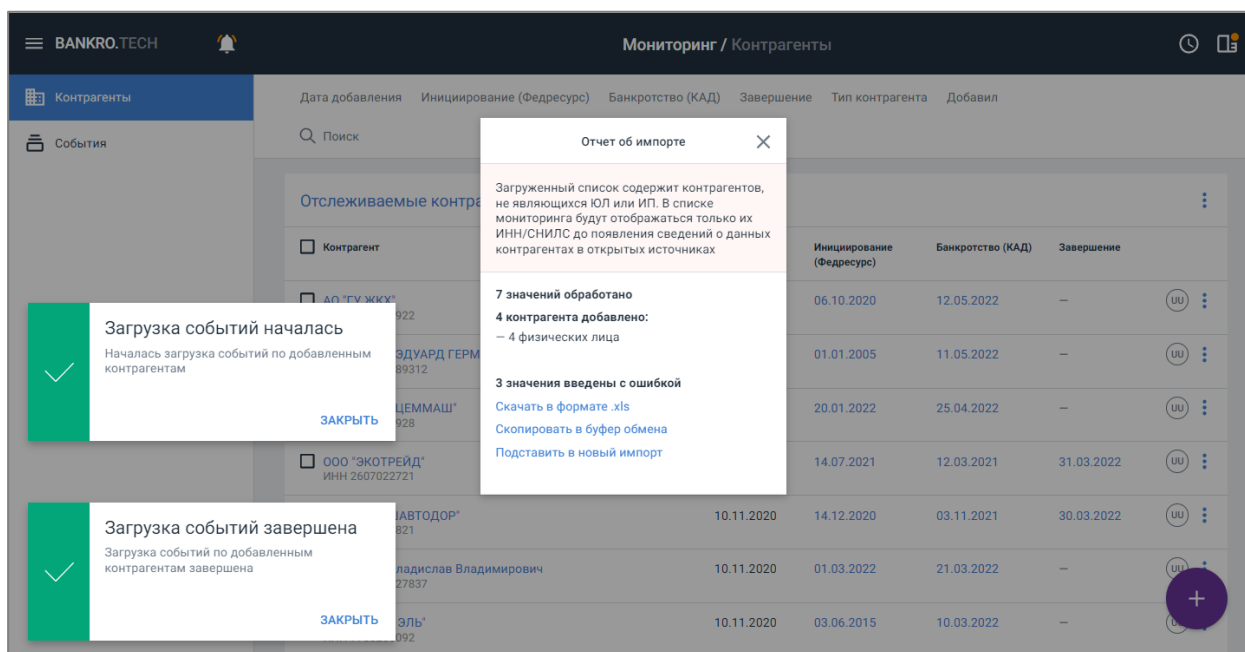 BANKRO.TECH
Мониторинг / Контрагенты
Контрагенты
События
Дата добавления Инициирование (Федресурс) Банкротство (КАД) Завершение Тип контрагента Добавил
Поиск
Отчет об импорте
Загруженный список содержит контрагентов,
не являющихся ЮЛ или ИП. В списке
мониторинга будут отображаться только их
ИНН/СНИЛС до появления сведений о данных
контрагентах в открытых источниках
7 значений обработано
4 контрагента добавлено:
— 4 физических лица
3 значения введены с ошибкой
Скачать в формате .xls
Скопировать в буфер обмена
Подставить в новый импорт
Отслеживаемые контра
Контрагент
Инициирование
(Федресурс)
Банкротство (КАД)
Завершение
АО "ГУ ЖКХ" 06.10.2020 12.05.2022 — UU
922
ЭДУАРД ГЕРМ 01.01.2005 11.05.2022 — UU
89312
ЦЕММАШ" 20.01.2022 25.04.2022 — UU
928
ООО "ЭКОТРЕЙД" 14.07.2021 12.03.2021 31.03.2022 UU
ИНН 2607022721
ІАВТОДОР" 10.11.2020 14.12.2020 03.11.2021 30.03.2022 UU
821
ладислав Владимирович 10.11.2020 01.03.2022 21.03.2022 — UU
27837
ЭЛЬ" 10.11.2020 03.06.2015 10.03.2022 —
092
Загрузка событий началась
Началась загрузка событий по добавленным
контрагентам
ЗАКРЫТЬ
Загрузка событий завершена
Загрузка событий по добавленным
контрагентам завершена
ЗАКРЫТЬ